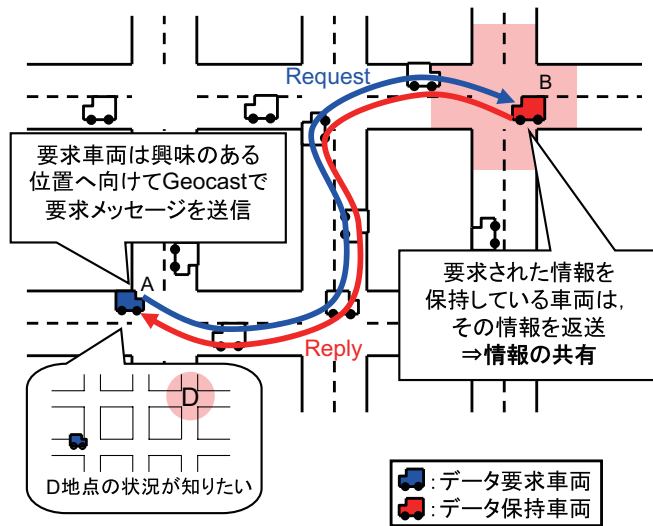 Request
B
要求車両は興味のある
位置へ向けてGeocastで
要求メッセージを送信
A
要求された情報を
保持している車両は,
その情報を返送
⇒情報の共有
Reply
D
D地点の状況が知りたい
:データ要求車両
:データ保持車両